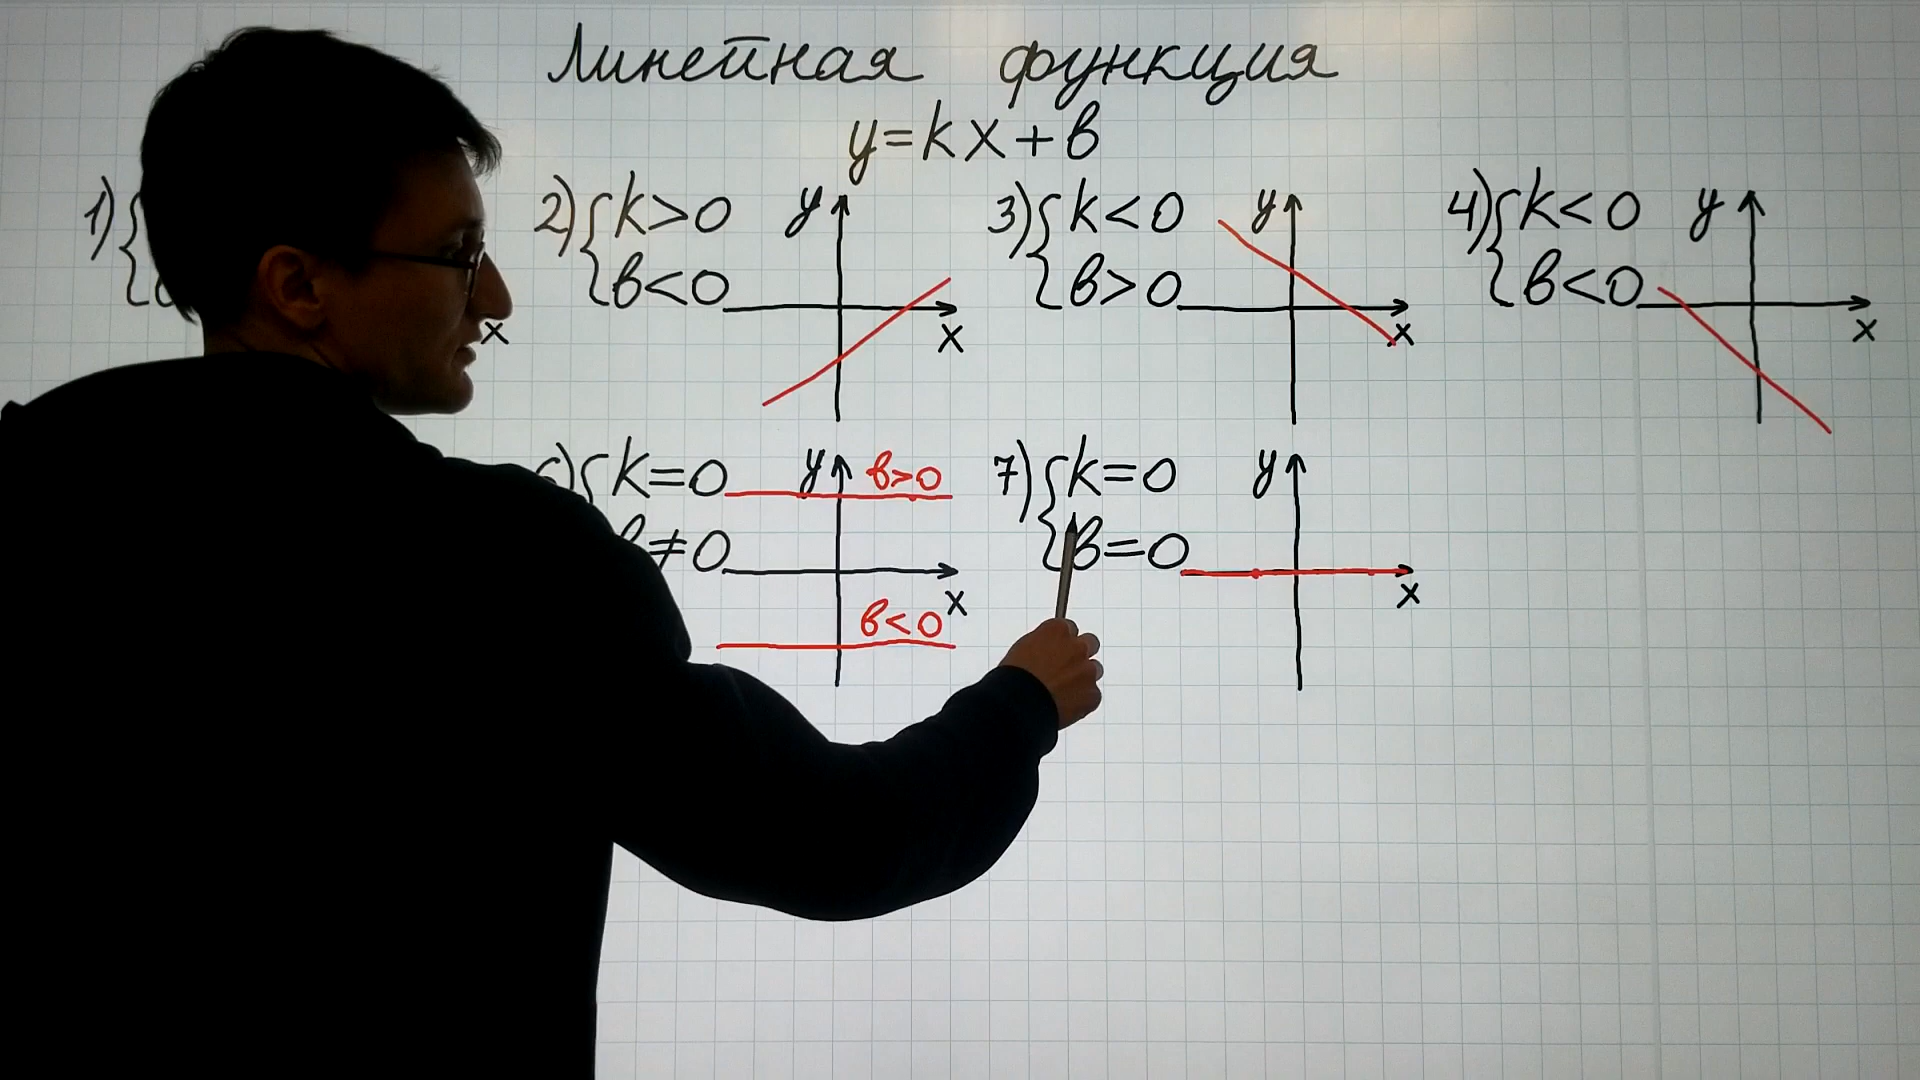 Линейная функция
y=kx+b
1){
2){k>0
b<0
y
x
3){k<0
b>0
y
x
4){k<0
b<0
y
x
x
6){k=0
b≠0
y
b>0
x
b<0
7){k=0
b=0
y
x